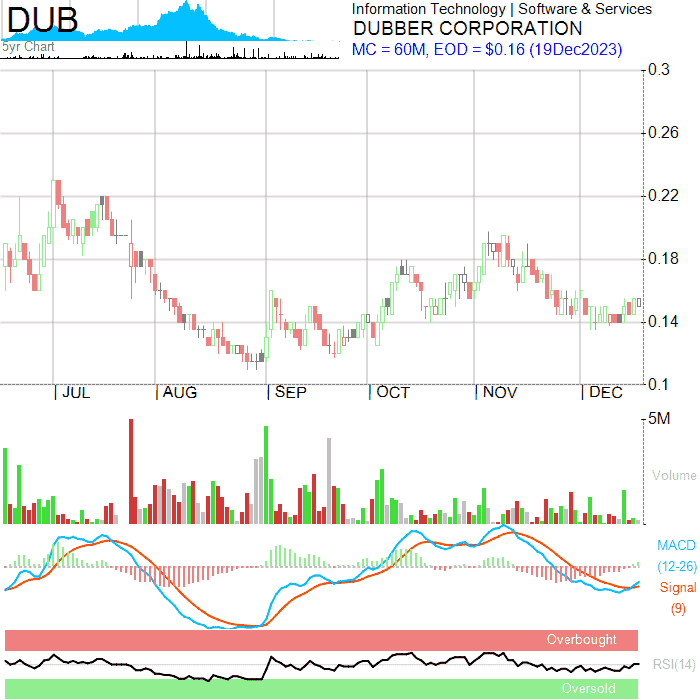 DUB
5yr Chart
Information Technology | Software & Services
DUBBER CORPORATION
MC = 60M, EOD = $0.16 (19Dec2023)
0.3
0.26
0.22
0.18
0.14
0.1
| JUL | AUG | SEP | OCT | NOV | DEC
5M
Volume
MACD
(12-26)
Signal
(9)
Overbought
RSI(14)
Oversold